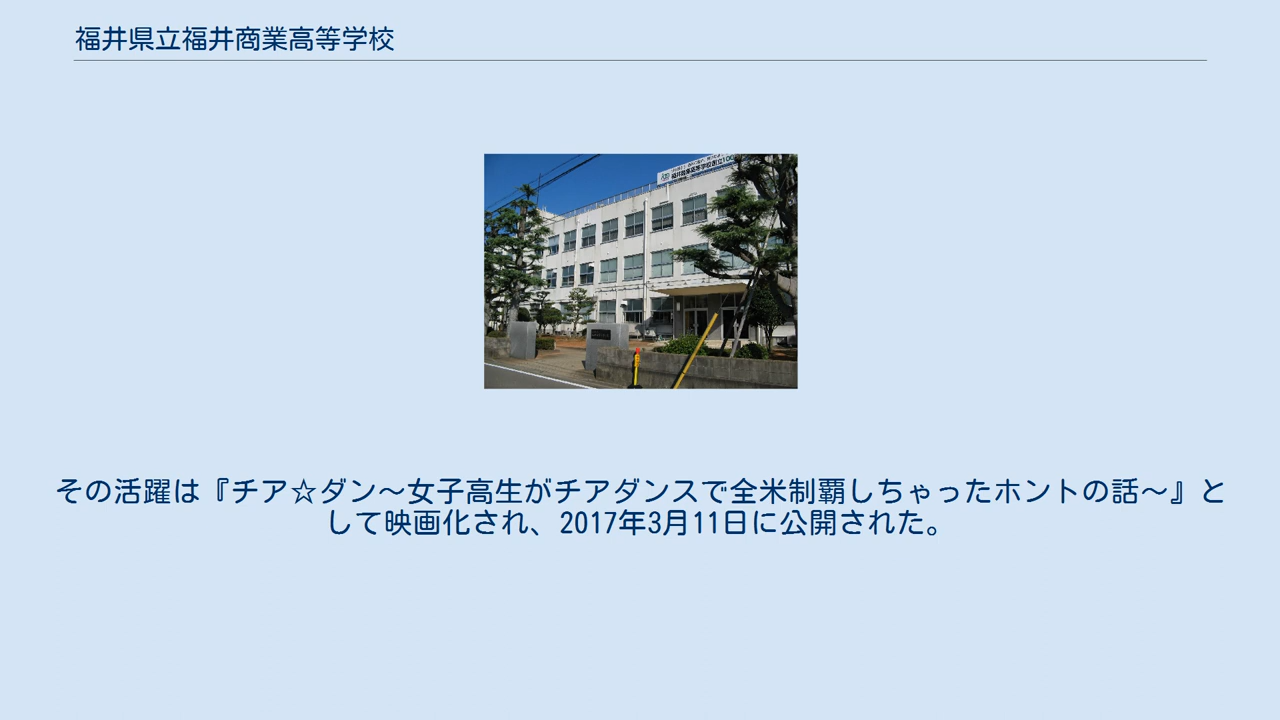 福井県立福井商業高等学校
その活躍は『チア☆ダン〜女子高生がチアダンスで全米制覇しちゃったホントの話〜』と
して映画化され、2017年3月11日に公開された。